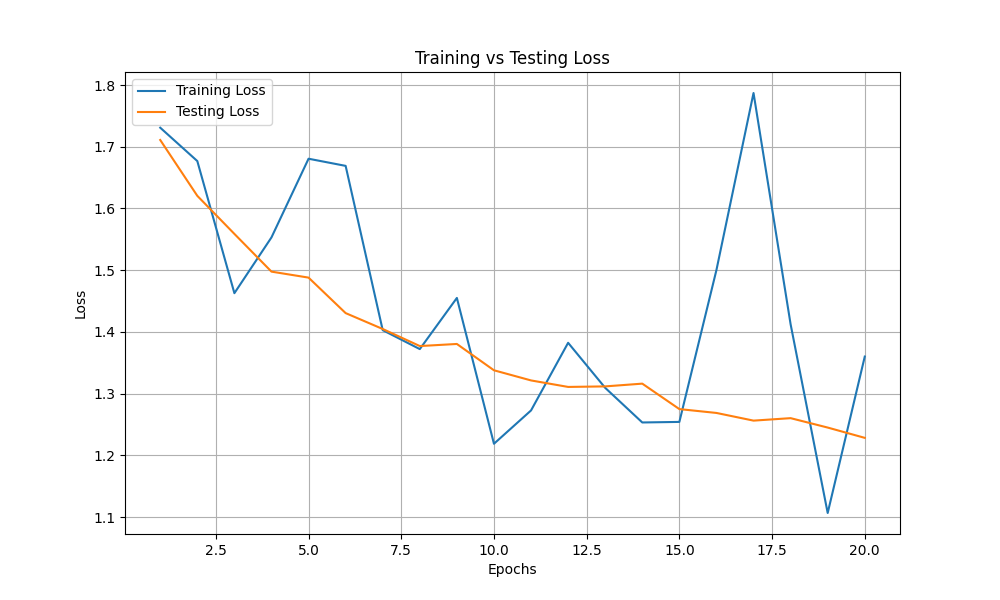 Training vs Testing Loss
Training Loss
Testing Loss
1.8
1.7
1.6
1.5
1.4
1.3
1.2
1.1
Loss
2.5 5.0 7.5 10.0 12.5 15.0 17.5 20.0
Epochs